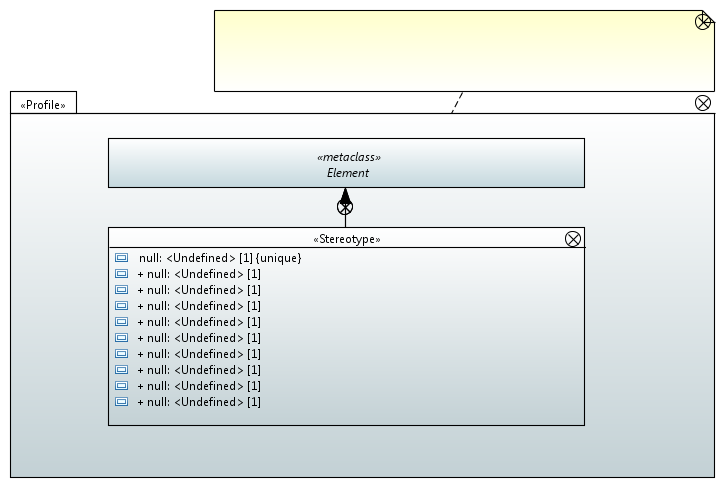 «Profile»
«metaclass»
Element
«Stereotype»
null: <Undefined> [1] {unique}
+ null: <Undefined> [1]
+ null: <Undefined> [1]
+ null: <Undefined> [1]
+ null: <Undefined> [1]
+ null: <Undefined> [1]
+ null: <Undefined> [1]
+ null: <Undefined> [1]
+ null: <Undefined> [1]
+ null: <Undefined> [1]